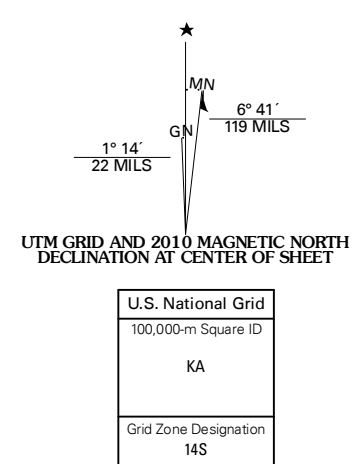 MN
GN
6° 41´
119 MILS
1° 14´
22 MILS
UTM GRID AND 2010 MAGNETIC NORTH
DECLINATION AT CENTER OF SHEET
U.S. National Grid
100,000-m Square ID
KA
Grid Zone Designation
14S